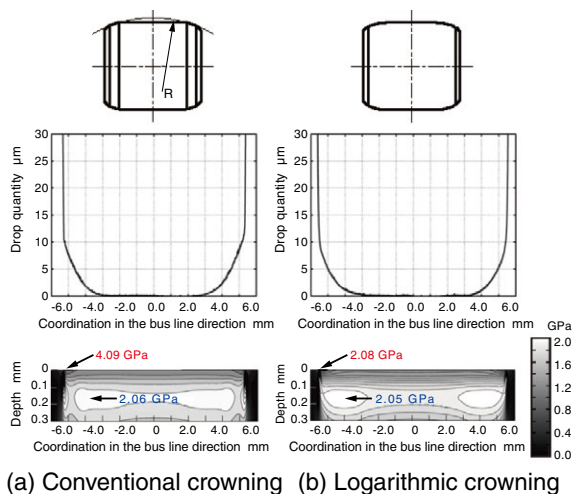 R
30
25
20
15
10
5
0
Drop quantity μm
-6.0 -4.0 -2.0 0.0 2.0 4.0 6.0
Coordination in the bus line direction mm
30
25
20
15
10
5
0
Drop quantity μm
-6.0 -4.0 -2.0 0.0 2.0 4.0 6.0
Coordination in the bus line direction mm
4.09 GPa
2.06 GPa
0
0.1
0.2
0.3
Depth mm
-6.0 -4.0 -2.0 0.0 2.0 4.0 6.0
Coordination in the bus line direction mm
2.08 GPa
2.05 GPa
0
0.1
0.2
0.3
Depth mm
-6.0 -4.0 -2.0 0.0 2.0 4.0 6.0
Coordination in the bus line direction mm
GPa
2.0
1.6
1.2
0.8
0.4
0.0
(a) Conventional crowning (b) Logarithmic crowning